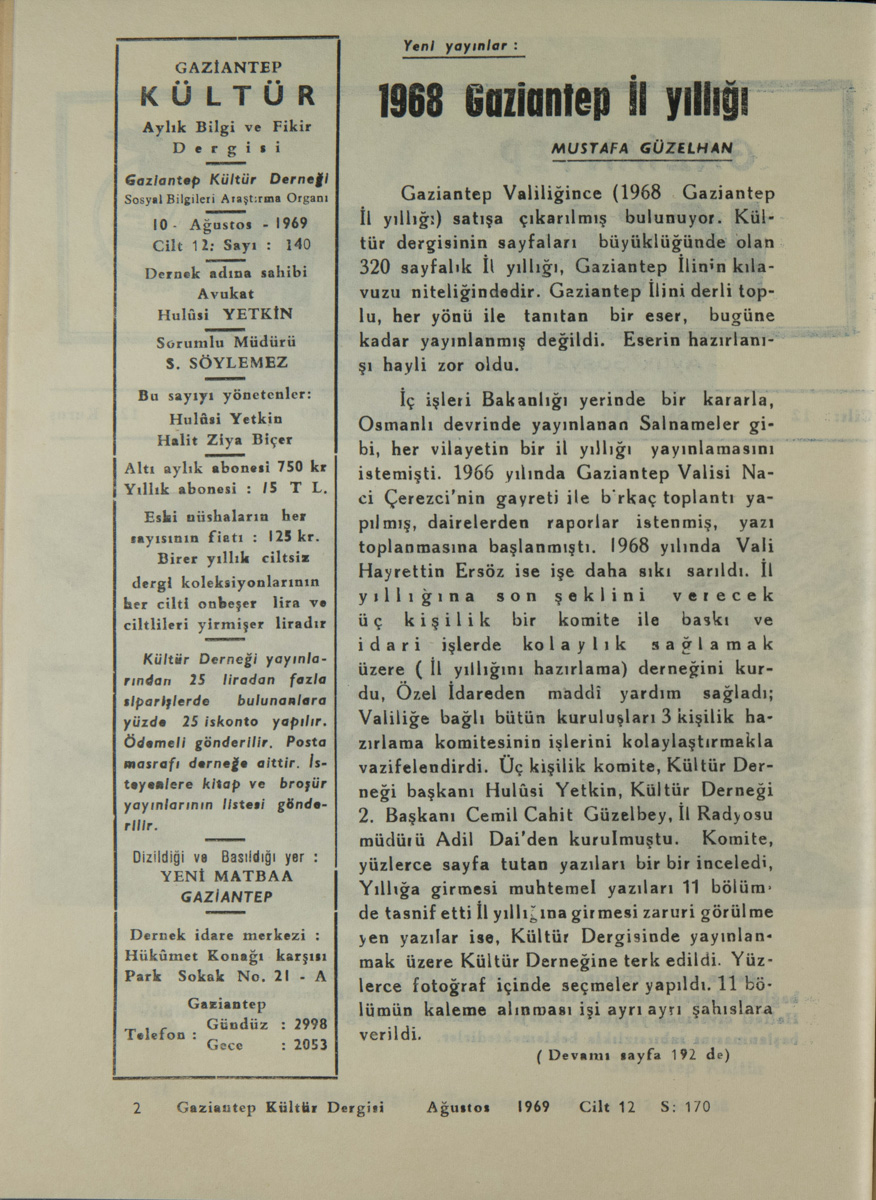 GAZİANTEP
KÜLTÜR
Aylık Bilgi ve Fikir
Dergisi
Gaziantep Kültür Derneği
Sosyal Bilgileri Araştırma Organı
10 - Ağustos - 1969
Cilt 12: Sayı : 140
Dernek adına sahibi
Avukat
Hulûsi YETKİN
Sorumlu Müdürü
S. SÖYLEMEZ
Bu sayıyı yönetenler:
Hulûsi Yetkin
Halit Ziya Biçer
Altı aylık abonesi 750 kr
Yıllık abonesi : 15 T L.
Eski nüshaların her
sayısının fiatı : 125 kr.
Birer yıllık ciltsiz
dergi koleksiyonlarının
her cilti onbeşer lira ve
ciltlileri yirmişer liradır
Kültür Derneği yayınla-
rından 25 liradan fazla
siparişlerde bulunanlara
yüzde 25 iskonto yapılır.
Ödemeli gönderilir. Posta
masrafı derneğe aittir. İs-
teyenlere kitap ve broşür
yayınlarının listesi gönde-
rilir.
Dizildiği ve Basıldığı yer :
YENİ MATBAA
GAZİANTEP
Dernek idare merkezi :
Hükûmet Konağı karşısı
Park Sokak No. 21 - A
Gaziantep
Telefon : Gündüz : 2998
Gece : 2053
Yeni yayınlar :
1968 Gaziantep İl yıllığı
MUSTAFA GÜZELHAN
Gaziantep Valiliğince (1968 Gaziantep
İl yıllığı) satışa çıkarılmış bulunuyor. Kül-
tür dergisinin sayfaları büyüklüğünde olan
320 sayfalık İl yıllığı, Gaziantep İlinin kıla-
vuzu niteliğindedir. Gaziantep İlini derli top-
lu, her yönü ile tanıtan bir eser, bugüne
kadar yayınlanmış değildi. Eserin hazırlanı-
şı hayli zor oldu.
İç işleri Bakanlığı yerinde bir kararla,
Osmanlı devrinde yayınlanan Salnameler gi-
bi, her vilayetin bir il yıllığı yayınlamasını
istemişti. 1966 yılında Gaziantep Valisi Na-
ci Çerezci'nin gayreti ile b'rkaç toplantı ya-
pılmış, dairelerden raporlar istenmiş, yazı
toplanmasına başlanmıştı. 1968 yılında Vali
Hayrettin Ersöz ise işe daha sıkı sarıldı. İl
yıllığına son şeklini verecek
üç kişilik bir komite ile baskı ve
idari işlerde kolaylık sağlamak
üzere ( İl yıllığını hazırlama) derneğini kur-
du, Özel İdareden maddî yardım sağladı;
Valiliğe bağlı bütün kuruluşları 3 kişilik ha-
zırlama komitesinin işlerini kolaylaştırmakla
vazifelendirdi. Üç kişilik komite, Kültür Der-
neği başkanı Hulûsi Yetkin, Kültür Derneği
2. Başkanı Cemil Cahit Güzelbey, İl Radyosu
müdürü Adil Dai'den kurulmuştu. Komite,
yüzlerce sayfa tutan yazıları bir bir inceledi,
Yıllığa girmesi muhtemel yazıları 11 bölüm-
de tasnif etti İl yıllığına girmesi zaruri görülme
yen yazılar ise, Kültür Dergisinde yayınlan-
mak üzere Kültür Derneğine terk edildi. Yüz-
lerce fotoğraf içinde seçmeler yapıldı. 11 bö-
lümün kaleme alınması işi ayrı ayrı şahıslara
verildi.
( Devamı sayfa 192 de)
2 Gaziantep Kültür Dergisi Ağustos 1969 Cilt 12 S: 170